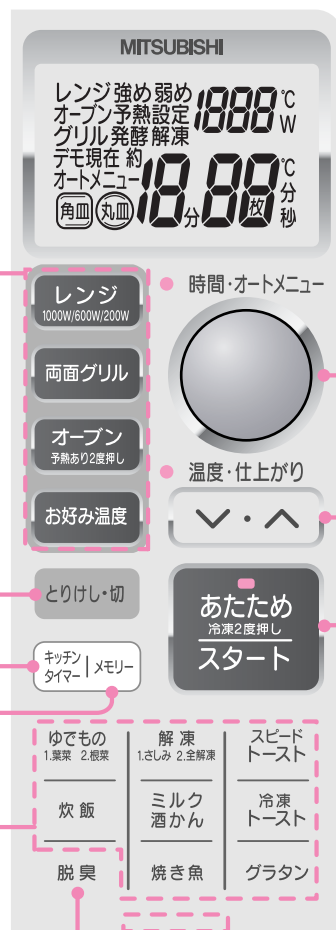 MITSUBISHI
レンジ強め弱め
オーブン予熱設定 1888 ℃
グリル発酵解凍 W
デモ現在 約
オートメニュー 18分88枚 ℃分秒
角皿 丸皿
時間・オートメニュー
レンジ
1000W/600W/200W
両面グリル
オーブン
予熱あり2度押し
温度・仕上がり
お好み温度
とりけし・切
あたため
冷凍2度押し
スタート
キッチンタイマー メモリー
ゆでもの
1.葉菜 2.根菜
解凍
1.さしみ 2.全解凍
スピードトースト
炊飯
ミルク
酒かん
冷凍トースト
脱臭
焼き魚
グラタン